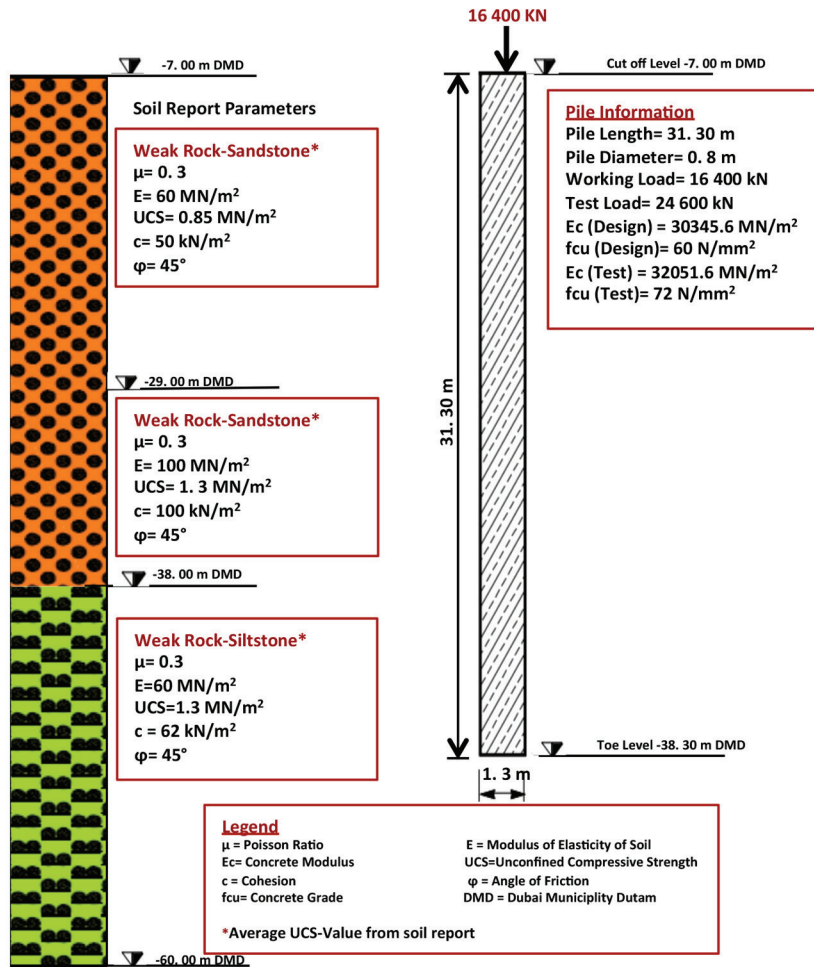 16 400 KN
-7. 00 m DMD
Cut off Level -7. 00 m DMD
Soil Report Parameters
Weak Rock-Sandstone*
μ= 0. 3
E= 60 MN/m²
UCS= 0.85 MN/m²
c= 50 kN/m²
φ= 45°
Pile Information
Pile Length= 31. 30 m
Pile Diameter= 0. 8 m
Working Load= 16 400 kN
Test Load= 24 600 kN
Ec (Design) = 30345.6 MN/m²
fcu (Design)= 60 N/mm²
Ec (Test) = 32051.6 MN/m²
fcu (Test)= 72 N/mm²
-29. 00 m DMD
31. 30 m
Weak Rock-Sandstone*
μ= 0. 3
E= 100 MN/m²
UCS= 1. 3 MN/m²
c= 100 kN/m²
φ= 45°
-38. 00 m DMD
Weak Rock-Siltstone*
μ= 0.3
E=60 MN/m²
UCS=1.3 MN/m²
c = 62 kN/m²
φ= 45°
Toe Level -38. 30 m DMD
1. 3 m
Legend
μ = Poisson Ratio
E = Modulus of Elasticity of Soil
Ec= Concrete Modulus
UCS=Unconfined Compressive Strength
c = Cohesion
φ = Angle of Friction
fcu= Concrete Grade
DMD = Dubai Municiplity Dutam
*Average UCS-Value from soil report
-60. 00 m DMD